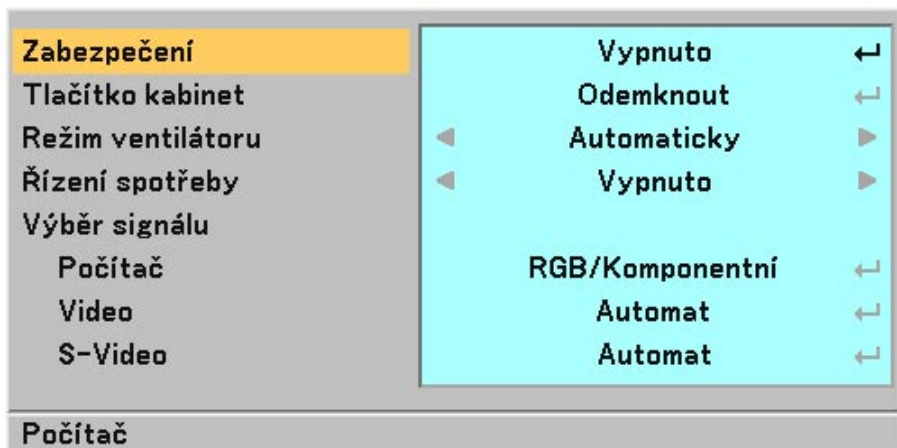 Zabezpečení Vypnuto
Tlačítko kabinet Odemknout
Režim ventilátoru Automaticky
Řízení spotřeby Vypnuto
Výběr signálu
Počítač RGB/Komponentní
Video Automat
S-Video Automat
Počítač